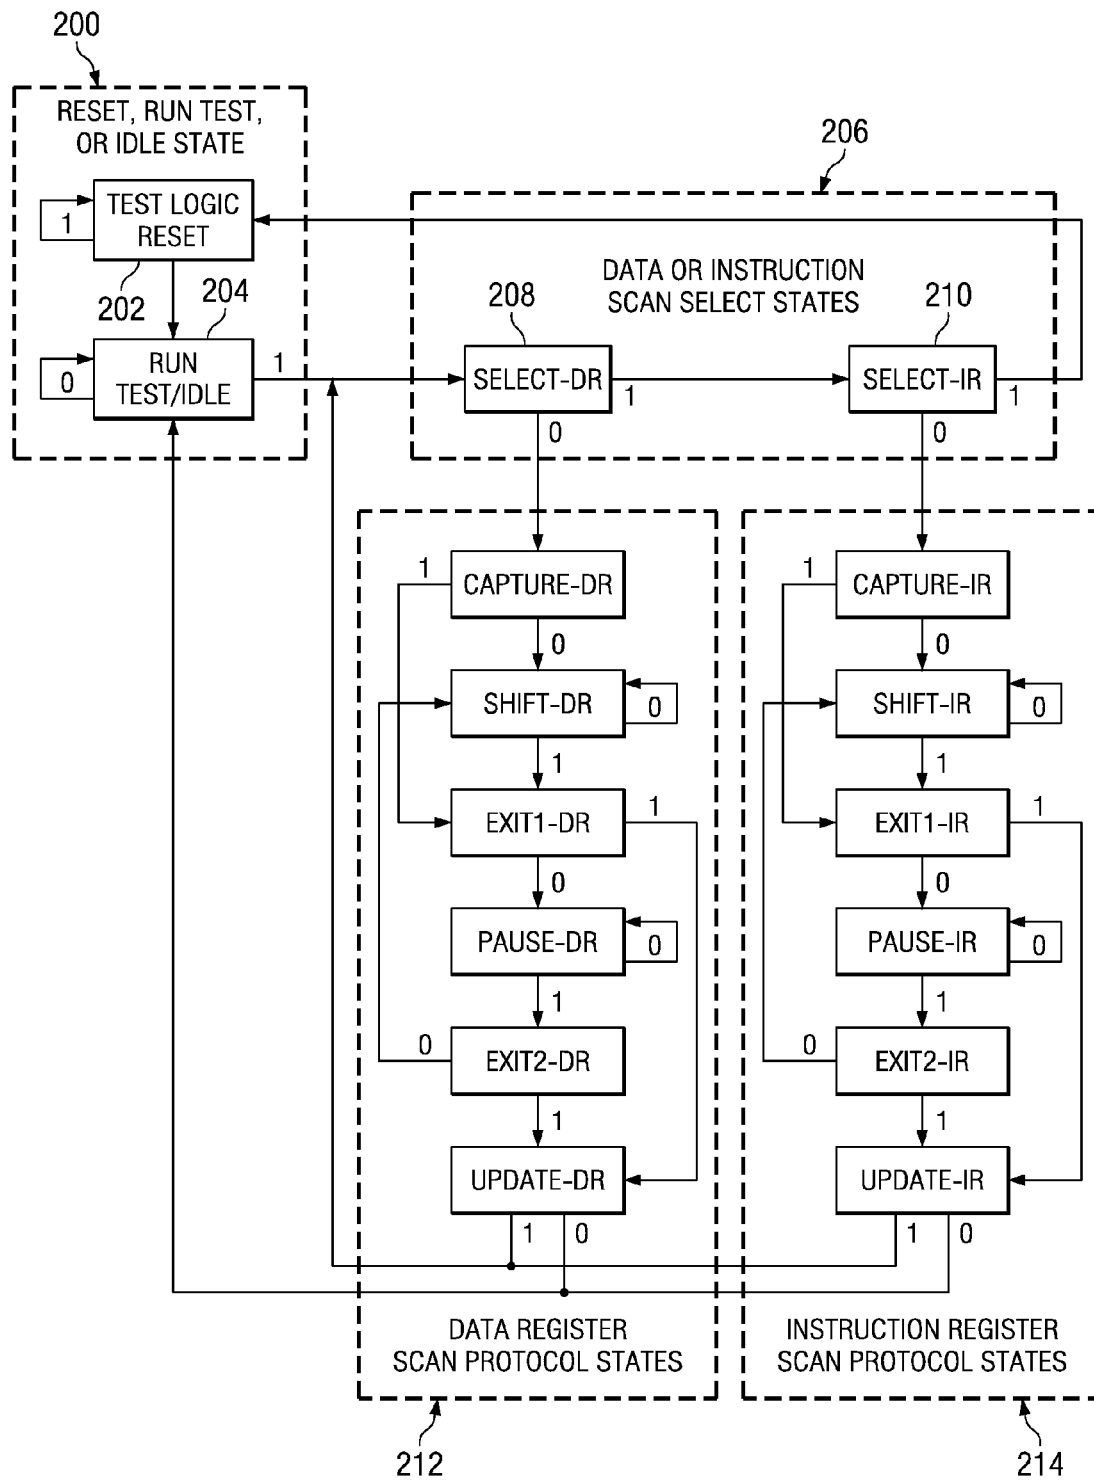 200
RESET, RUN TEST,
OR IDLE STATE
206
1
TEST LOGIC
RESET
DATA OR INSTRUCTION
SCAN SELECT STATES
202
204
208
210
0
RUN
TEST/IDLE
1
SELECT-DR
1
SELECT-IR
1
0
0
1
CAPTURE-DR
0
SHIFT-DR
0
1
EXIT1-DR
1
0
PAUSE-DR
0
1
0
EXIT2-DR
1
UPDATE-DR
1
0
DATA REGISTER
SCAN PROTOCOL STATES
212
1
CAPTURE-IR
0
SHIFT-IR
0
1
EXIT1-IR
1
0
PAUSE-IR
0
1
0
EXIT2-IR
1
UPDATE-IR
1
0
INSTRUCTION REGISTER
SCAN PROTOCOL STATES
214